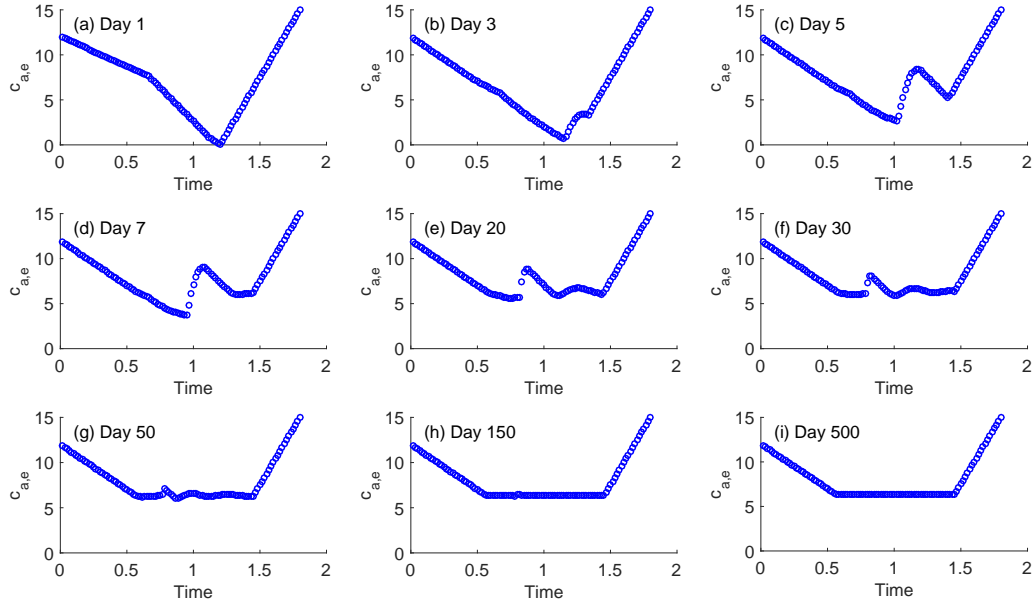 (a) Day 1
15
10
5
0
c_{a,e}
0 0.5 1 1.5 2
Time
(b) Day 3
15
10
5
0
c_{a,e}
0 0.5 1 1.5 2
Time
(c) Day 5
15
10
5
0
c_{a,e}
0 0.5 1 1.5 2
Time
(d) Day 7
15
10
5
0
c_{a,e}
0 0.5 1 1.5 2
Time
(e) Day 20
15
10
5
0
c_{a,e}
0 0.5 1 1.5 2
Time
(f) Day 30
15
10
5
0
c_{a,e}
0 0.5 1 1.5 2
Time
(g) Day 50
15
10
5
0
c_{a,e}
0 0.5 1 1.5 2
Time
(h) Day 150
15
10
5
0
c_{a,e}
0 0.5 1 1.5 2
Time
(i) Day 500
15
10
5
0
c_{a,e}
0 0.5 1 1.5 2
Time